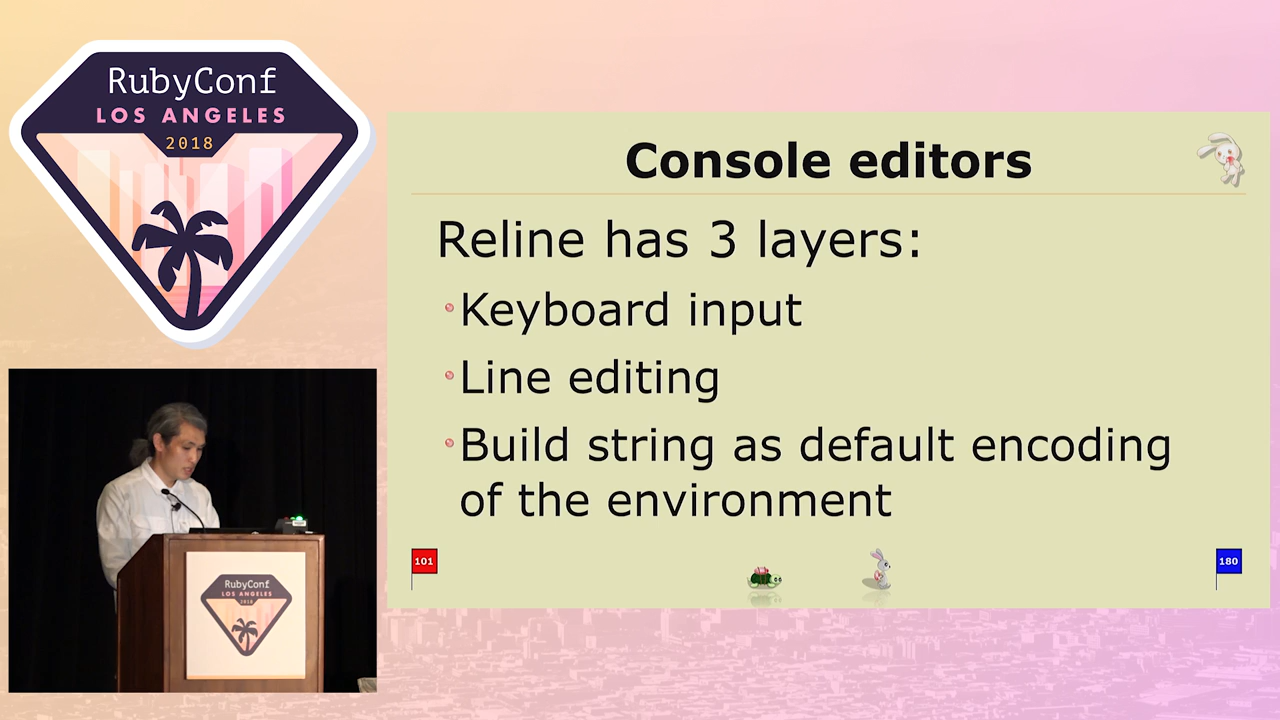 RubyConf
LOS ANGELES
2018
Console editors
Reline has 3 layers:
Keyboard input
Line editing
Build string as default encoding
of the environment
101
180
RubyConf
LOS ANGELES
2018